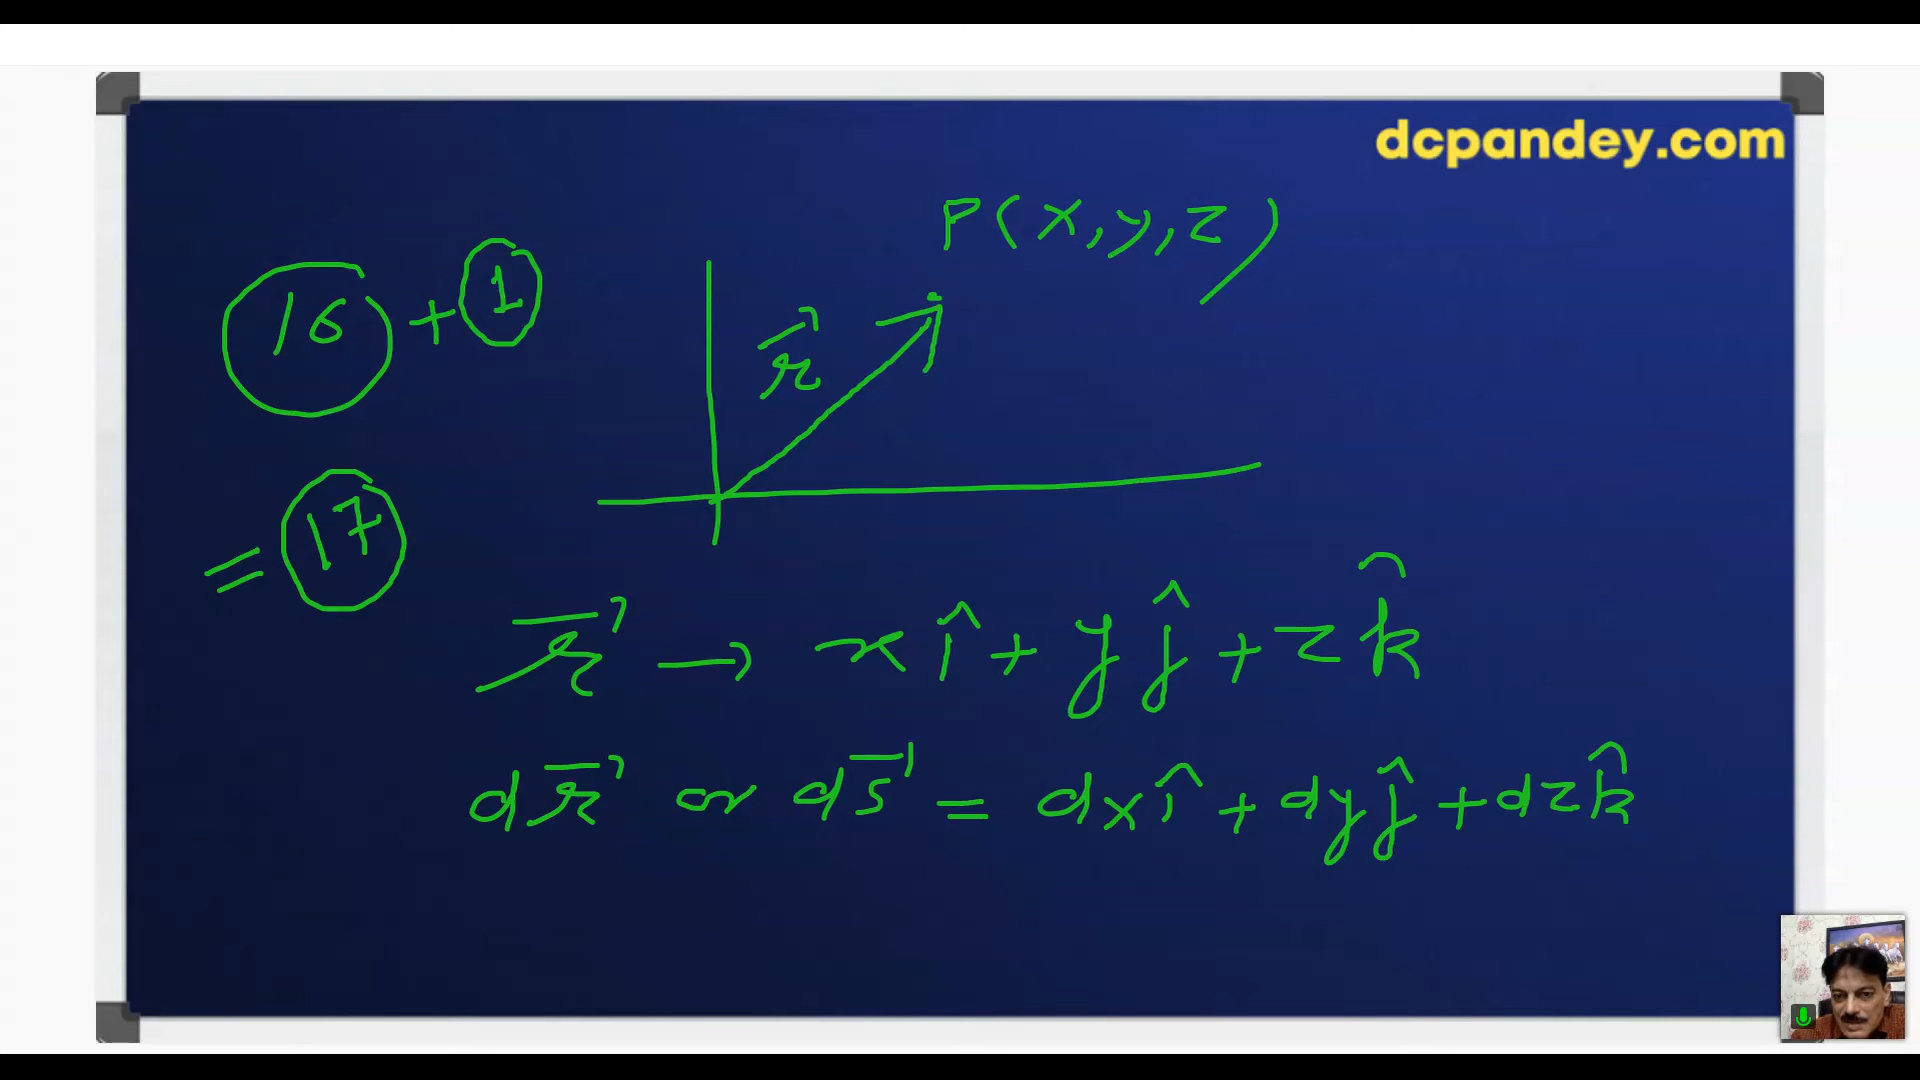 dcpandey.com
P(x,y,z)
16+1
r⃗
=17
r⃗ → xî+yĵ+zk̂
dr⃗ or ds⃗ = dxî+dyĵ+dzk̂